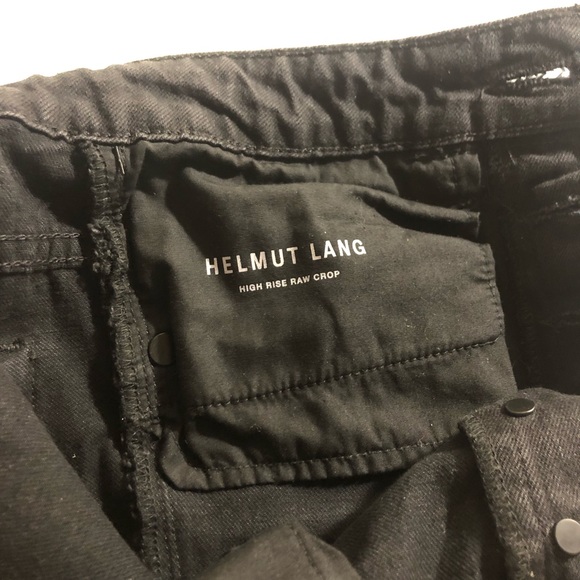 HELMUT LANG
HIGH RISE RAW CROP